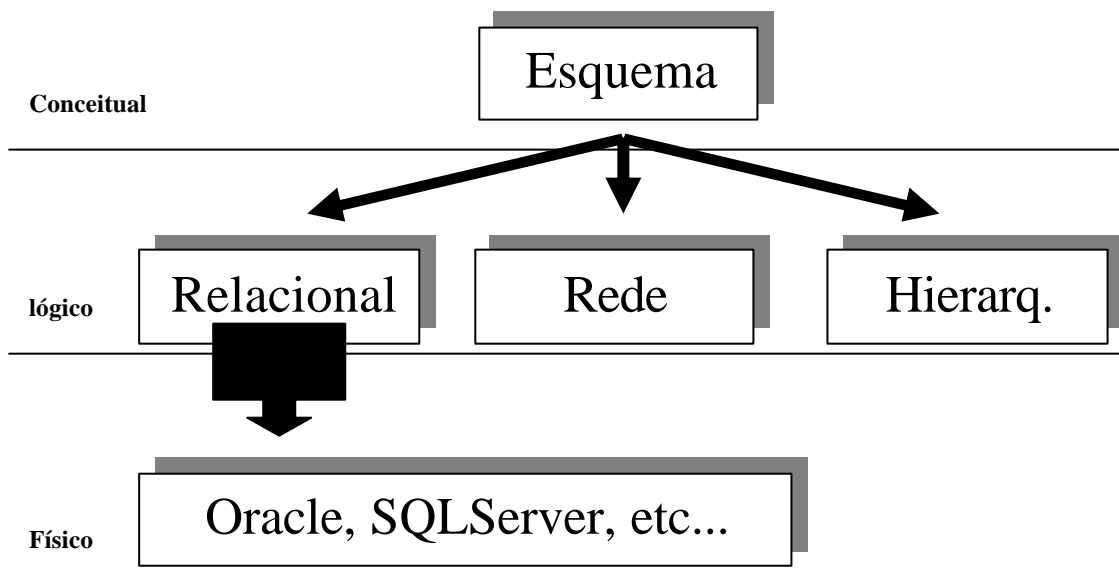 Esquema
Conceitual
Relacional
Rede
Hierarq.
lógico
Oracle, SQLServer, etc...
Físico